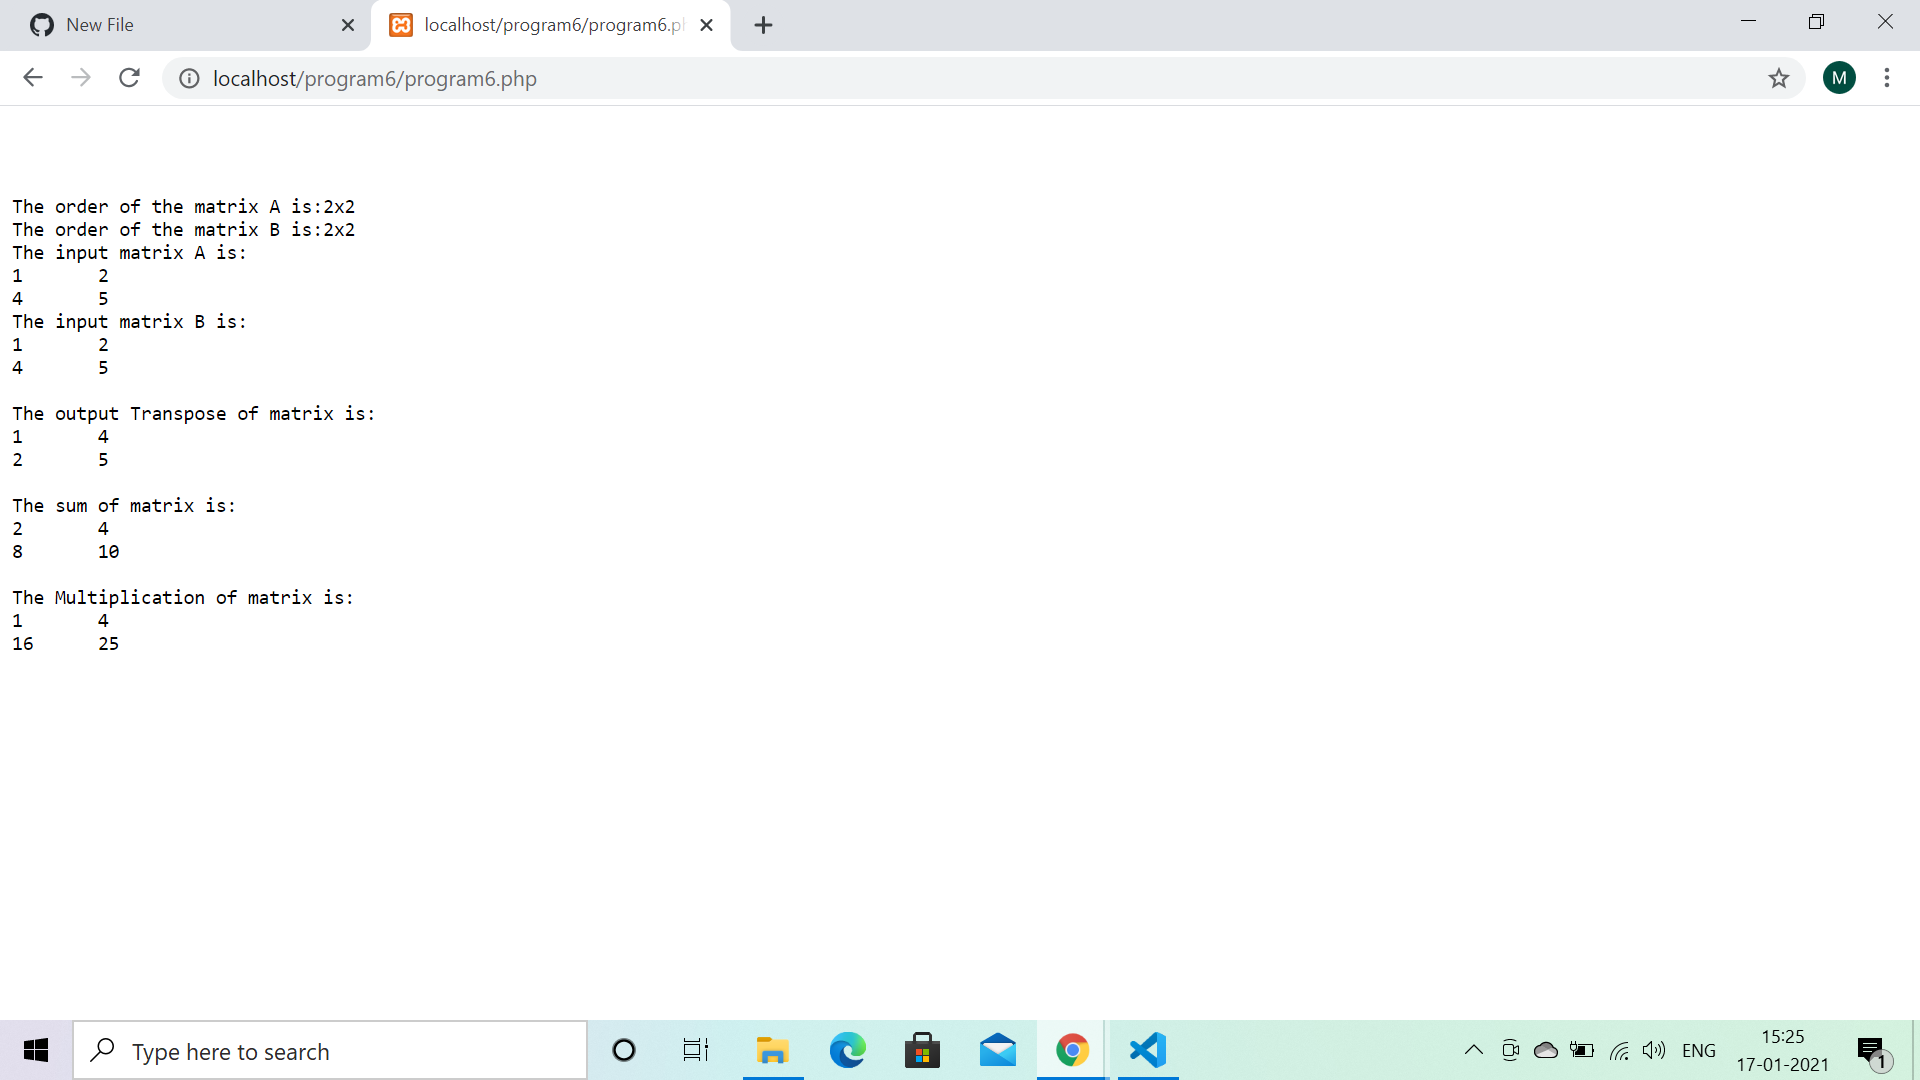 New File
localhost/program6/program6.p
localhost/program6/program6.php
M
The order of the matrix A is:2x2
The order of the matrix B is:2x2
The input matrix A is:
1 2
4 5
The input matrix B is:
1 2
4 5
The output Transpose of matrix is:
1 4
2 5
The sum of matrix is:
2 4
8 10
The Multiplication of matrix is:
1 4
16 25
Type here to search
ENG
15:25
17-01-2021
1